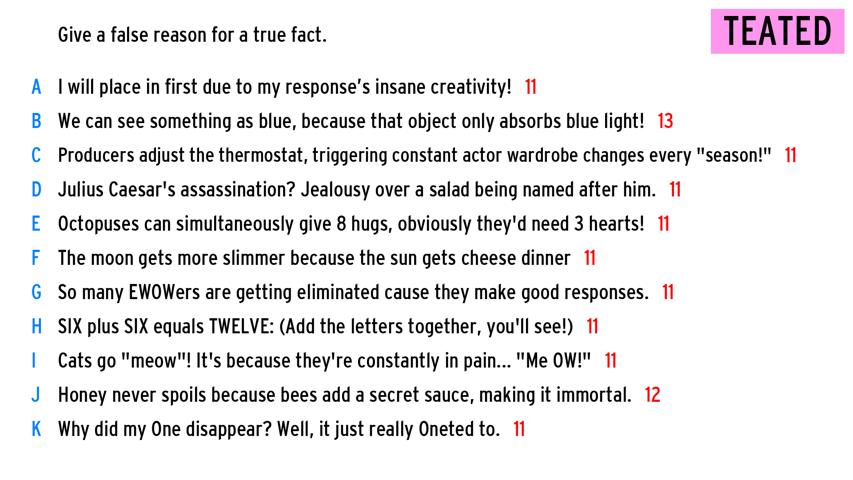 TEATED
Give a false reason for a true fact.
A I will place in first due to my response's insane creativity! 11
B We can see something as blue, because that object only absorbs blue light! 13
C Producers adjust the thermostat, triggering constant actor wardrobe changes every "season!" 11
D Julius Caesar's assassination? Jealousy over a salad being named after him. 11
E Octopuses can simultaneously give 8 hugs, obviously they'd need 3 hearts! 11
F The moon gets more slimmer because the sun gets cheese dinner 11
G So many EWOWers are getting eliminated cause they make good responses. 11
H SIX plus SIX equals TWELVE: (Add the letters together, you'll see!) 11
I Cats go "meow"! It's because they're constantly in pain... "Me OW!" 11
J Honey never spoils because bees add a secret sauce, making it immortal. 12
K Why did my One disappear? Well, it just really Oneted to. 11